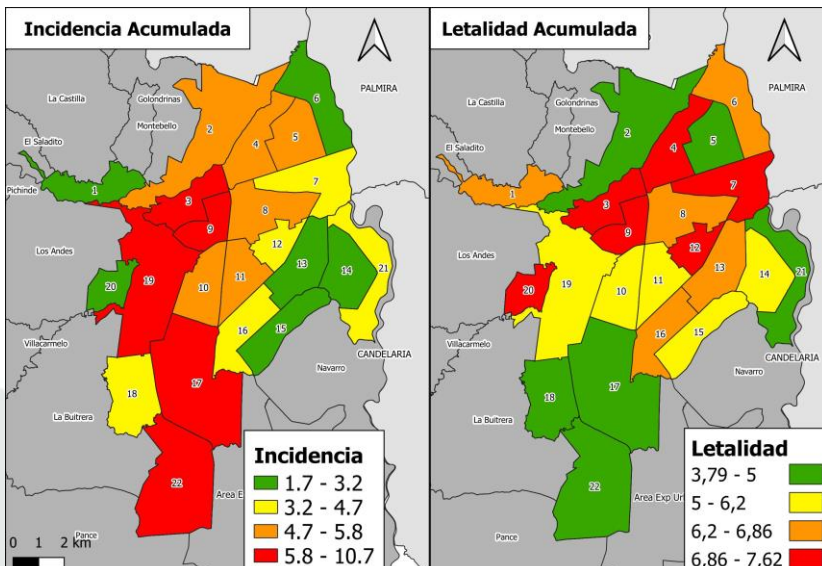 Incidencia Acumulada
La Castilla
Golondrinas
Montebello
El Saladito
Pichinde
Los Andes
Villacarmelo
La Buitrera
Pance
PALMIRA
CANDELARIA
Navarro
Area E
1
2
3
4
5
6
7
8
9
10
11
12
13
14
15
16
17
18
19
20
21
22
Incidencia
1.7 - 3.2
3.2 - 4.7
4.7 - 5.8
5.8 - 10.7
0 1 2 km
Letalidad Acumulada
La Castilla
Golondrinas
Montebello
El Saladito
Pichinde
Los Andes
Villacarmelo
La Buitrera
Pance
PALMIRA
CANDELARIA
Navarro
Area Exp Ur
1
2
3
4
5
6
7
8
9
10
11
12
13
14
15
16
17
18
19
20
21
22
Letalidad
3,79 - 5
5 - 6,2
6,2 - 6,86
6,86 - 7,62